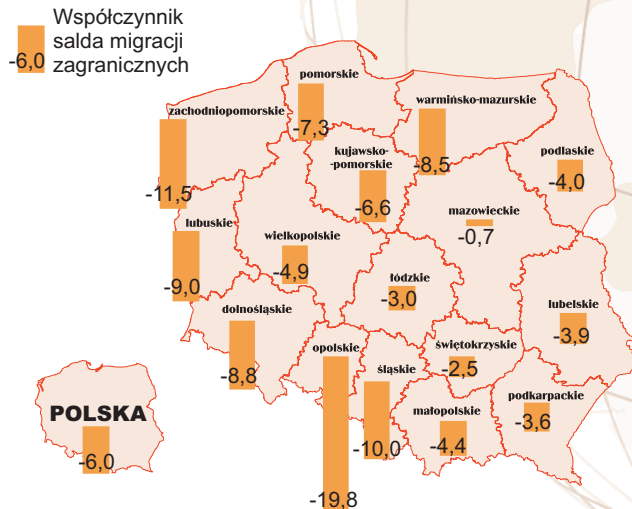 Współczynnik
salda migracji
zagranicznych
-6,0
pomorskie
-7,3
warmińsko-mazurskie
-8,5
zachodniopomorskie
-11,5
kujawsko-
-pomorskie
-6,6
podlaskie
-4,0
mazowieckie
-0,7
lubuskie
-9,0
wielkopolskie
-4,9
łódzkie
-3,0
lubelskie
-3,9
dolnośląskie
-8,8
opolskie
-19,8
śląskie
-10,0
świętokrzyskie
-2,5
małopolskie
-4,4
podkarpackie
-3,6
POLSKA
-6,0